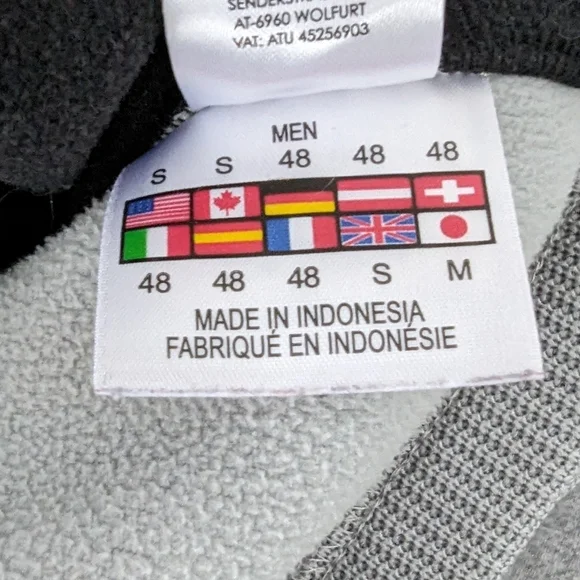 AT-6960 WOLFURT
VAT: ATU 45256903
MEN
S S 48 48 48
48 48 48 S M
MADE IN INDONESIA
FABRIQUÉ EN INDONÉSIE